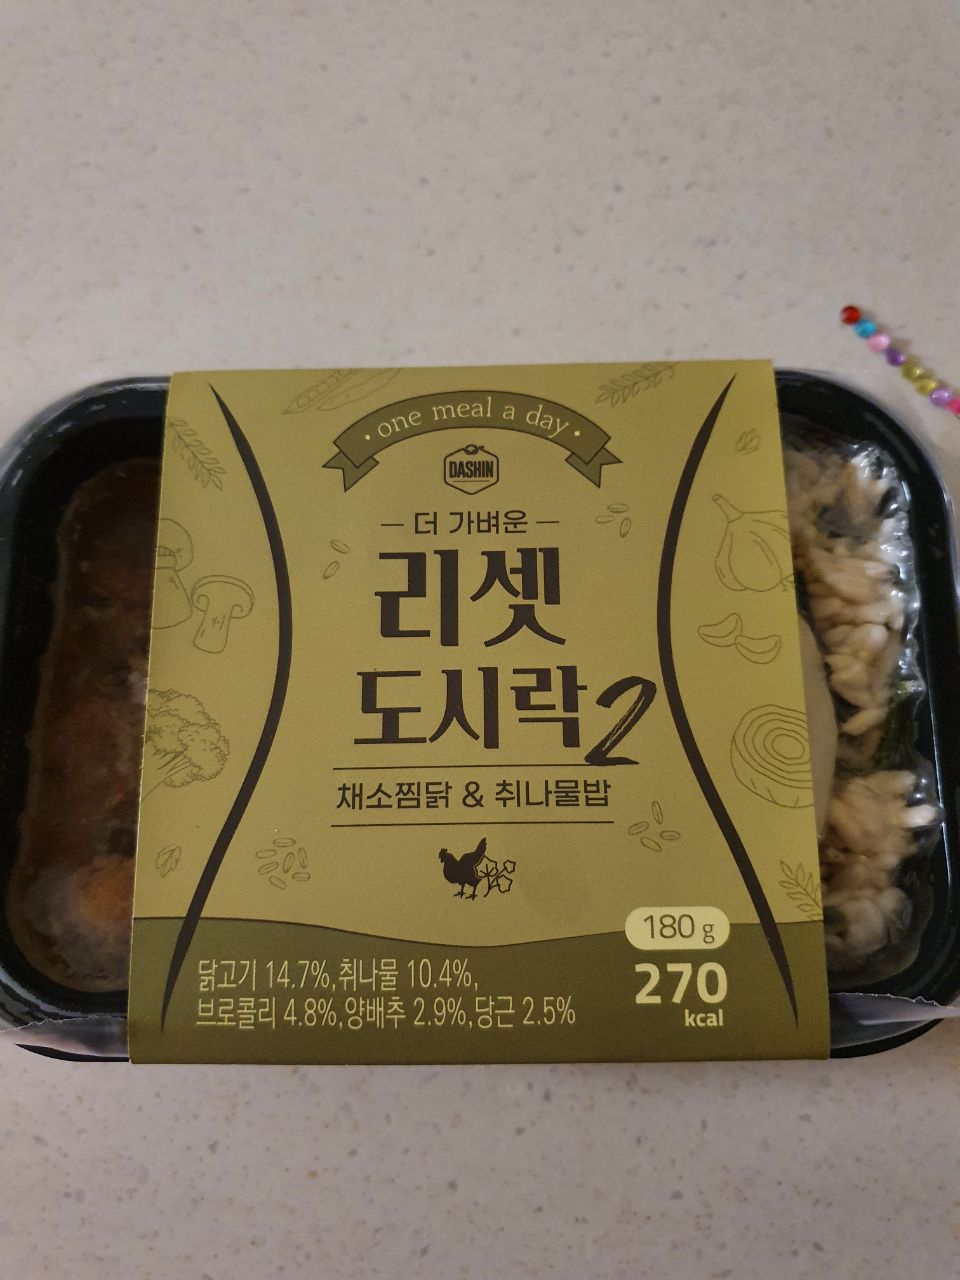 one meal a day
DASHIN
더 가벼운
리셋
도시락2
채소찜닭 & 취나물밥
180 g
270
kcal
닭고기 14.7%,취나물 10.4%,
브로콜리 4.8%,양배추 2.9%,당근 2.5%